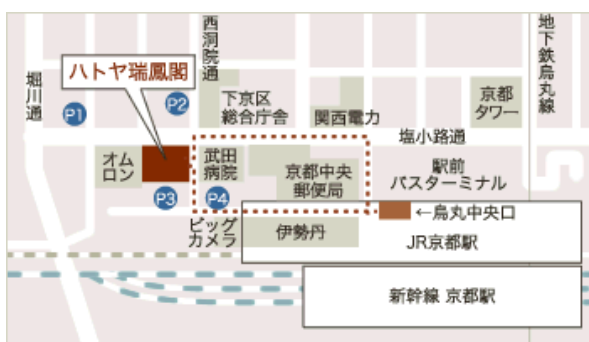 西洞院通
地下鉄烏丸線
堀川通
ハトヤ瑞鳳閣
P1
P2
下京区
総合庁舎
関西電力
京都
タワー
塩小路通
オム
ロン
武田
病院
京都中央
郵便局
駅前
バスターミナル
P3
P4
←烏丸中央口
ビッグ
カメラ
伊勢丹
JR京都駅
新幹線 京都駅